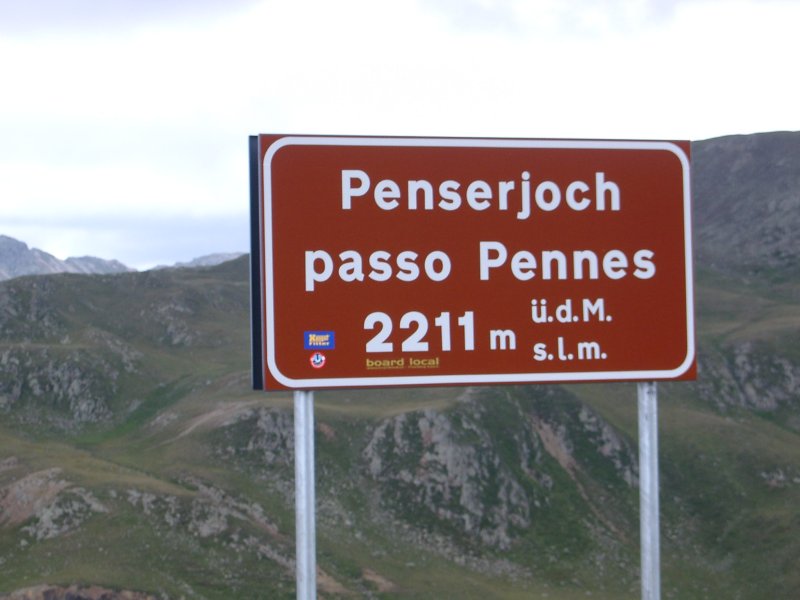 Penserjoch
passo Pennes
2211 m ü.d.M.
s.l.m.
board local